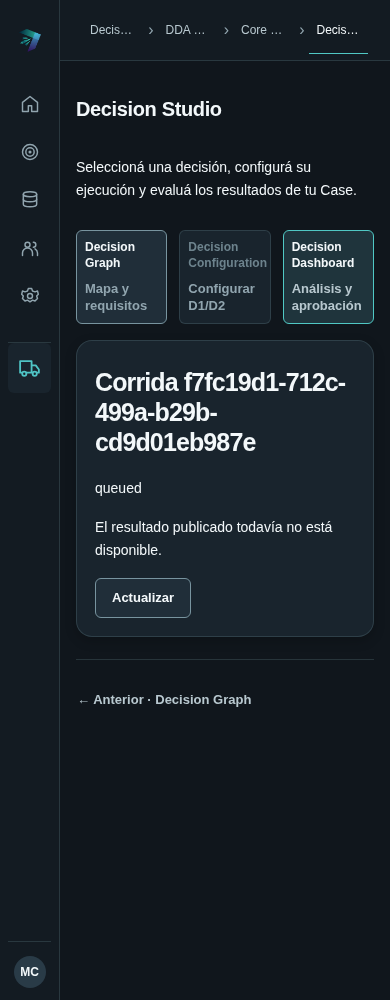 Decis…
DDA …
Core …
Decis…
Decision Studio
Seleccioná una decisión, configurá su
ejecución y evaluá los resultados de tu Case.
Decision
Graph
Mapa y
requisitos
Decision
Configuration
Configurar
D1/D2
Decision
Dashboard
Análisis y
aprobación
Corrida f7fc19d1-712c-
499a-b29b-
cd9d01eb987e
queued
El resultado publicado todavía no está
disponible.
Actualizar
← Anterior · Decision Graph
MC